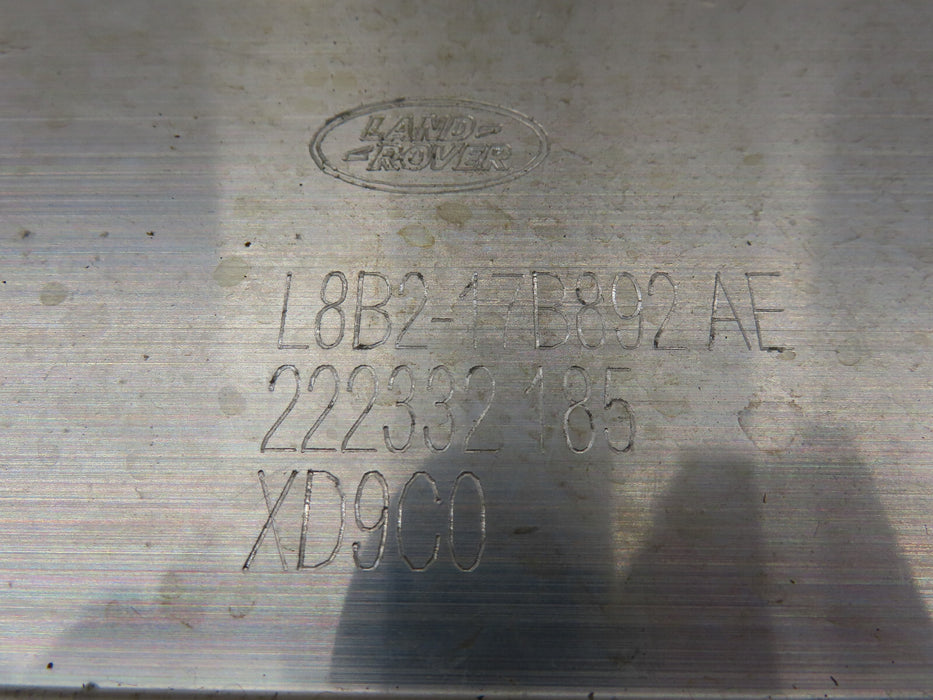 LAND-
-ROVER
L8B2-17B892 AE
222332 185
XD9C0